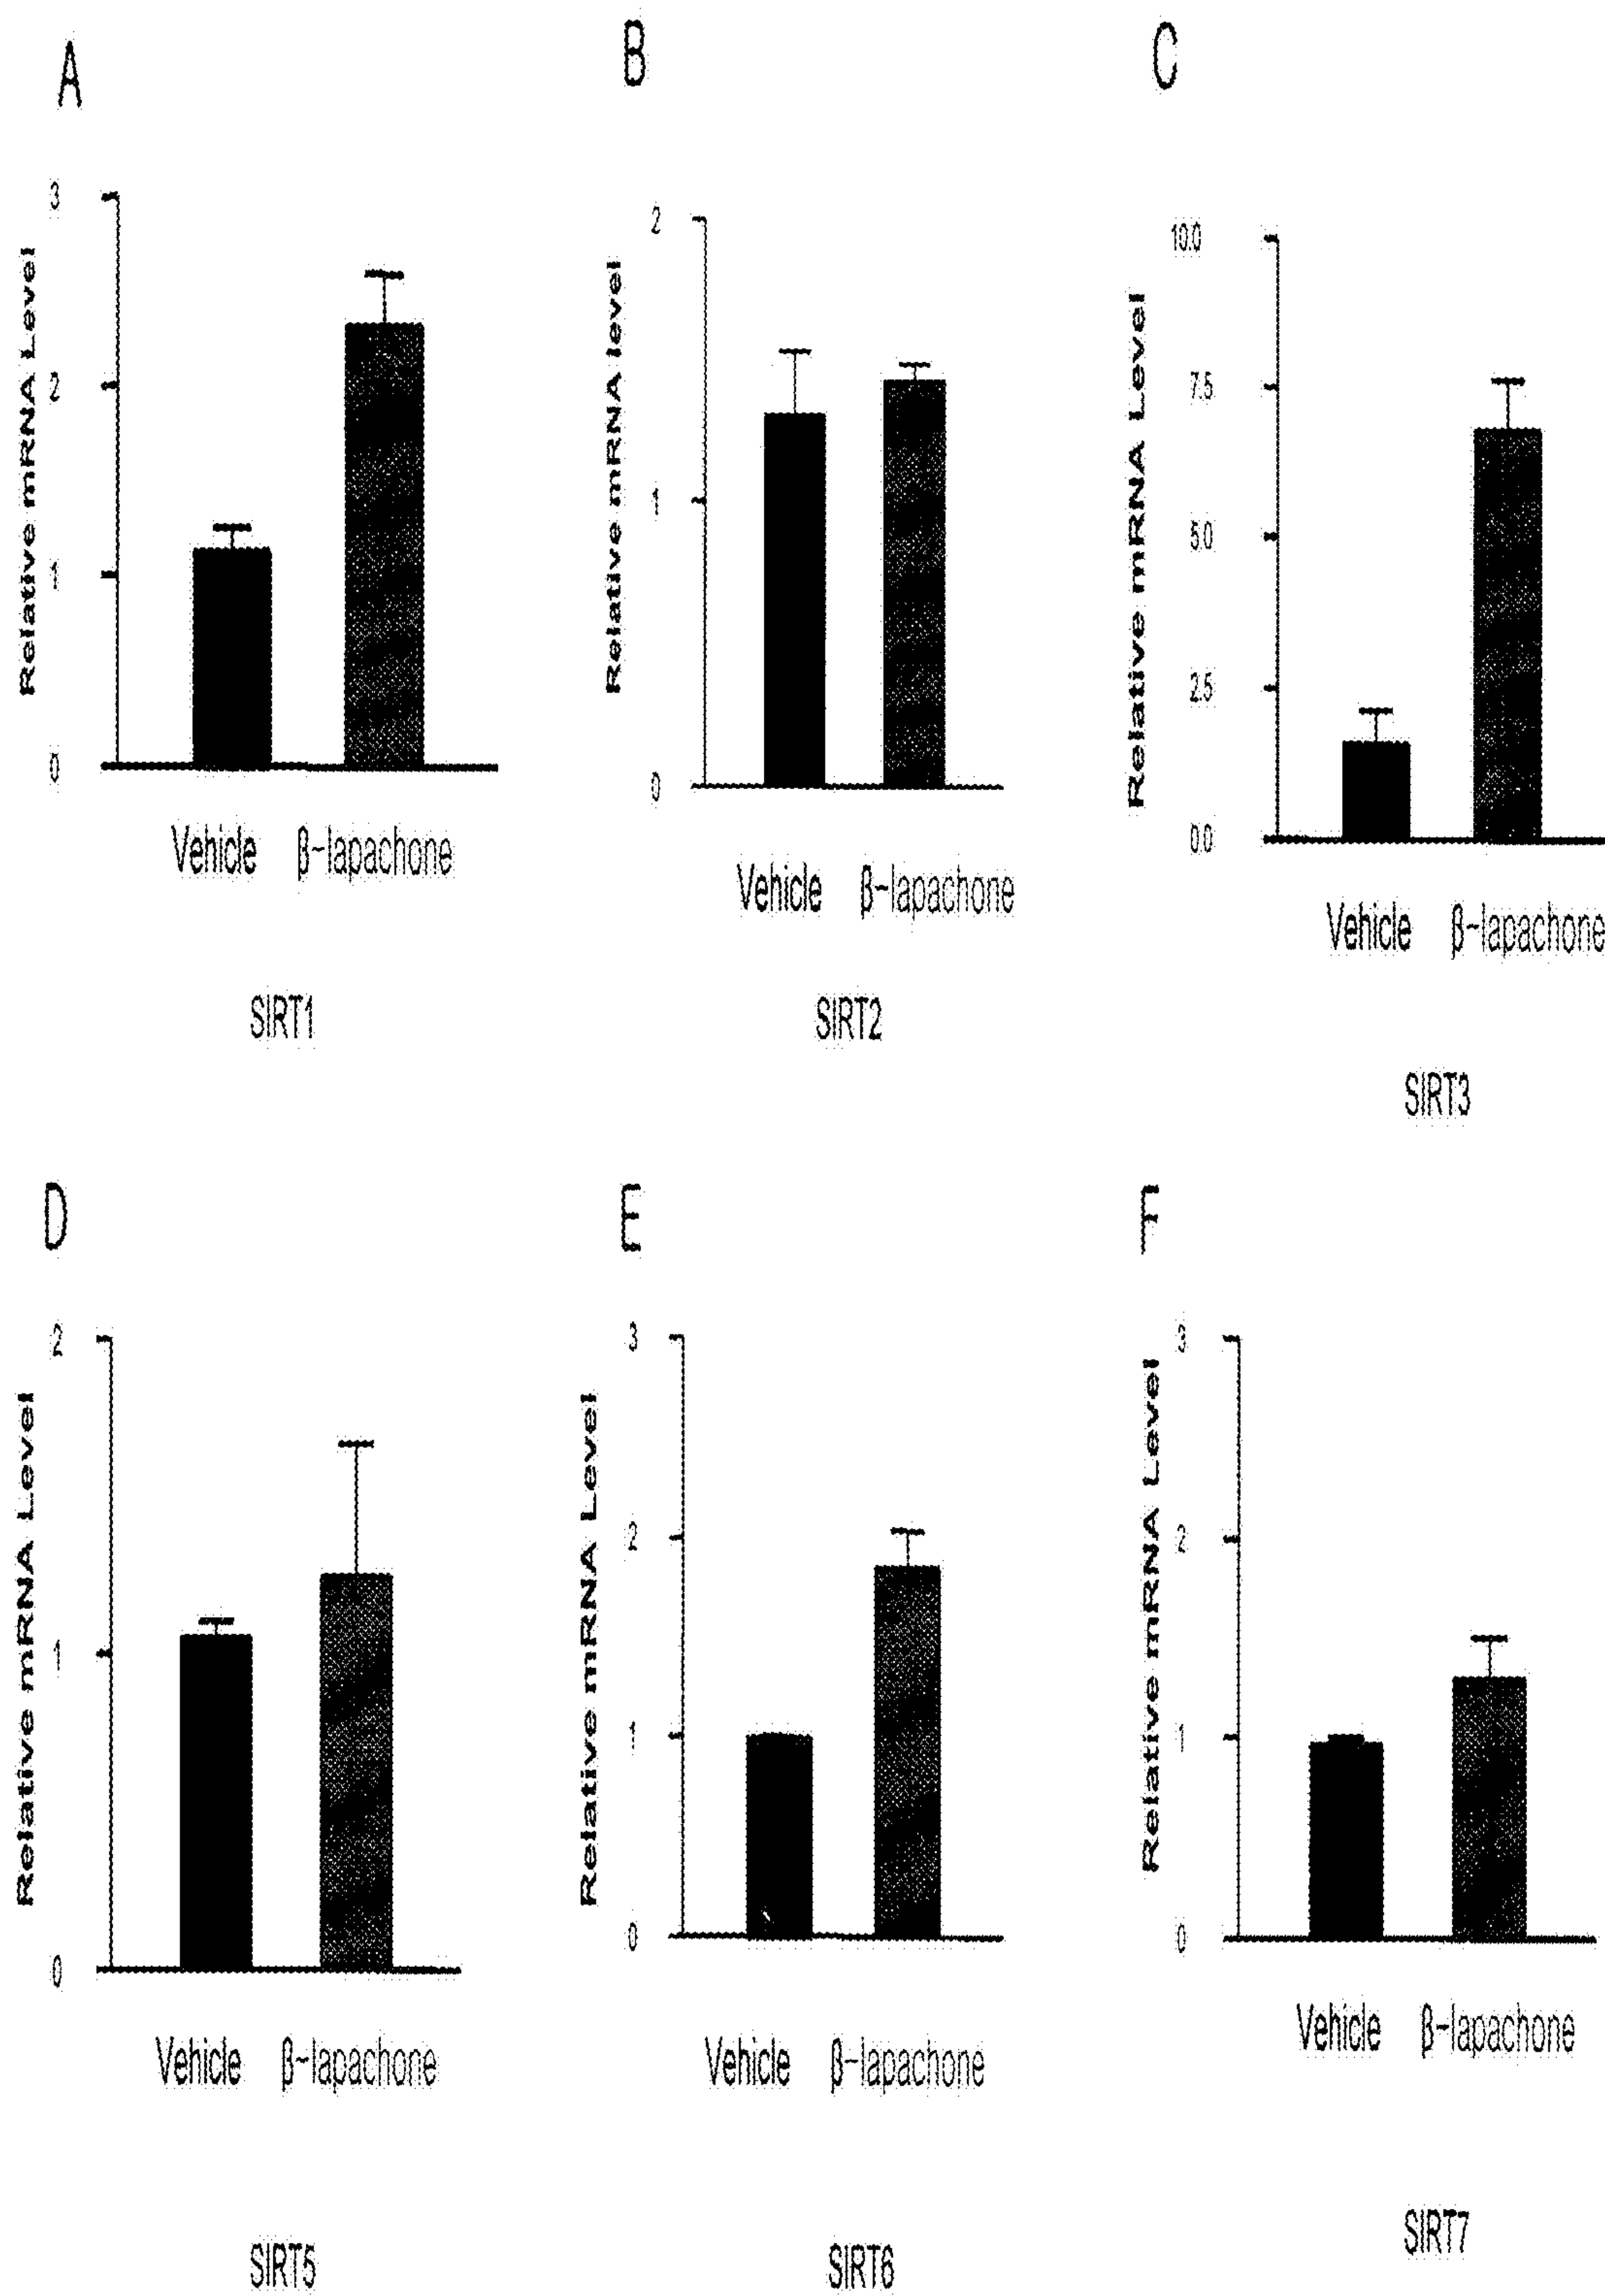 A
B
C
Relative mRNA Level
3
2
1
0
Vehicle β-lapachone
SIRT1
Relative mRNA level
2
1
0
Vehicle β-lapachone
SIRT2
Relative mRNA Level
10.0
7.5
5.0
2.5
0.0
Vehicle β-lapachone
SIRT3
D
E
F
Relative mRNA Level
2
1
0
Vehicle β-lapachone
SIRT5
Relative mRNA Level
3
2
1
0
Vehicle β-lapachone
SIRT6
Relative mRNA Level
3
2
1
0
Vehicle β-lapachone
SIRT7